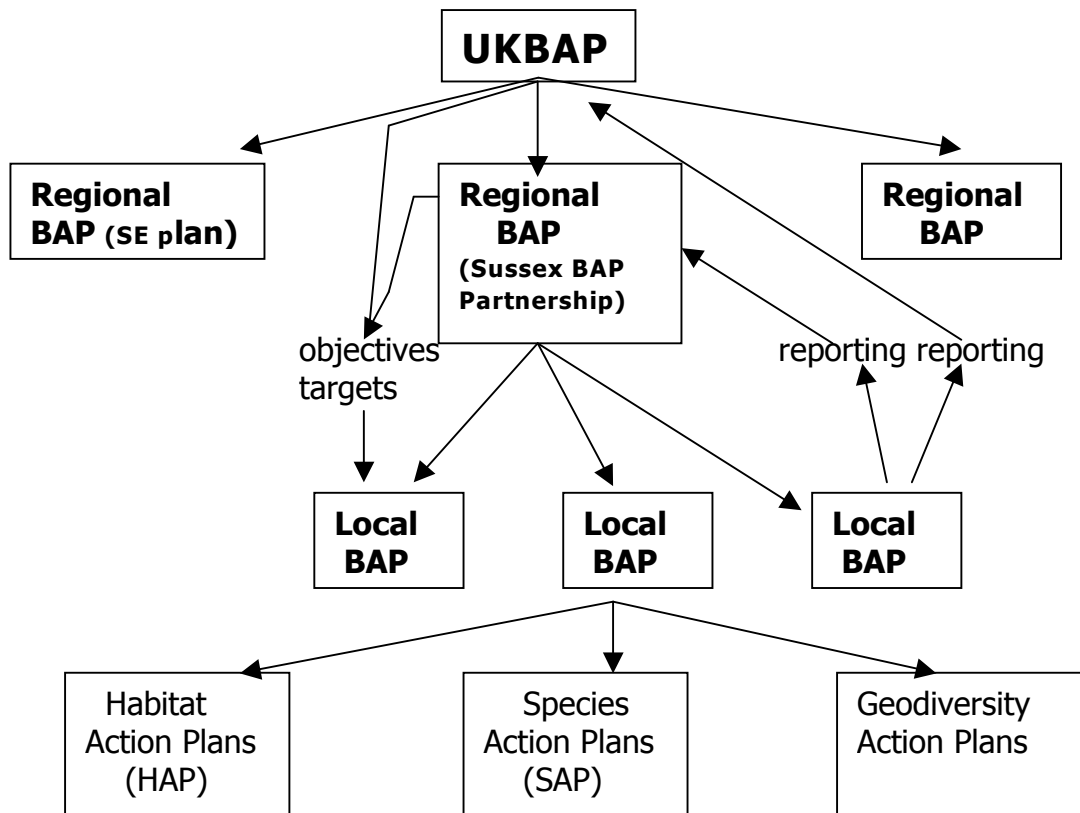 UKBAP
Regional
BAP (SE plan)
Regional
BAP
(Sussex BAP
Partnership)
Regional
BAP
objectives
targets
reporting reporting
Local
BAP
Local
BAP
Local
BAP
Habitat
Action Plans
(HAP)
Species
Action Plans
(SAP)
Geodiversity
Action Plans